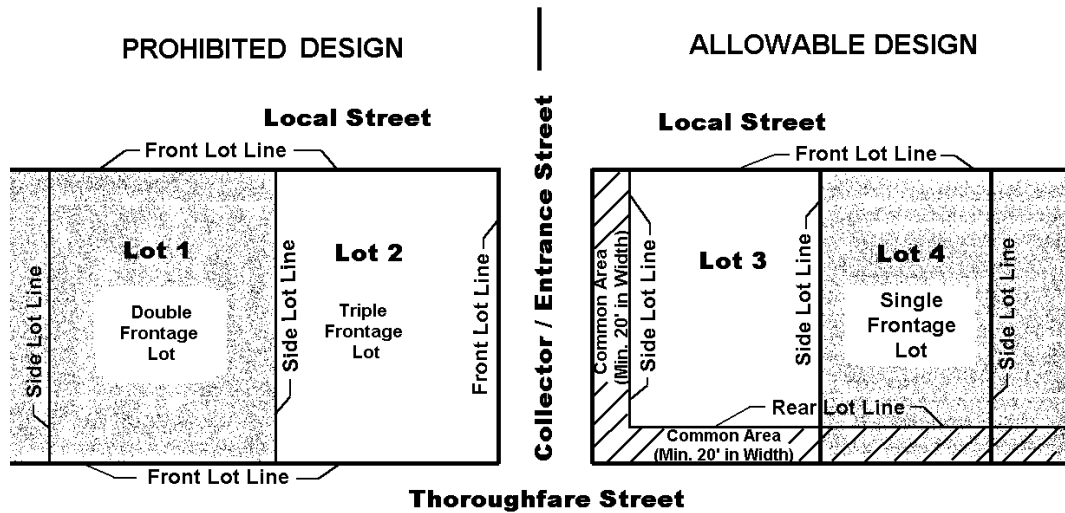 PROHIBITED DESIGN
ALLOWABLE DESIGN
Local Street
Front Lot Line
Side Lot Line
Lot 1
Double
Frontage
Lot
Side Lot Line
Lot 2
Triple
Frontage
Lot
Front Lot Line
Front Lot Line
Collector / Entrance Street
Local Street
Front Lot Line
Common Area
(Min. 20' in Width)
Side Lot Line
Lot 3
Side Lot Line
Lot 4
Single
Frontage
Lot
Side Lot Line
Rear Lot Line
Common Area
(Min. 20' in Width)
Thoroughfare Street